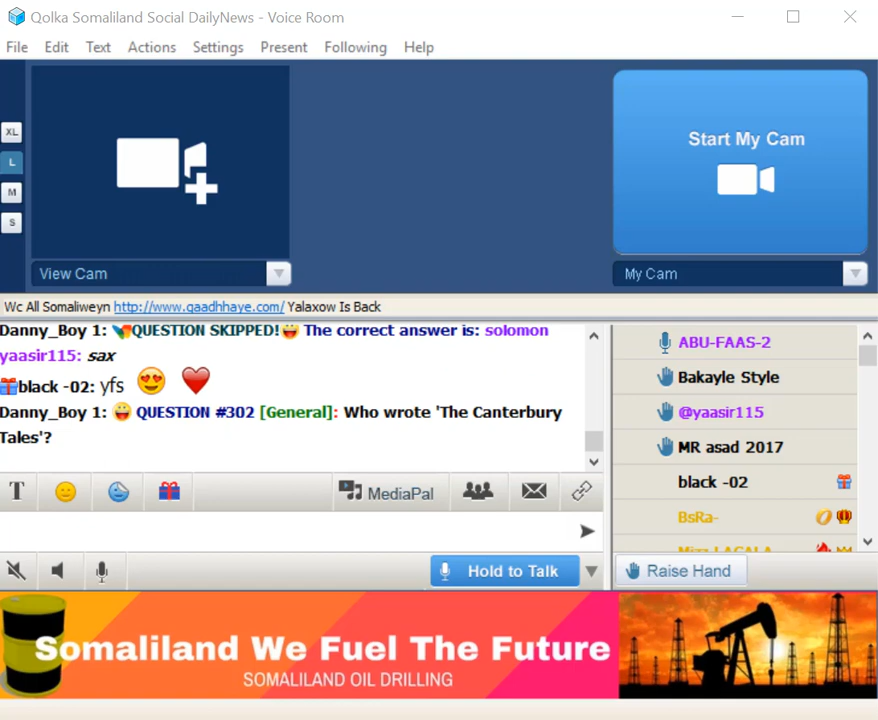 Qolka Somaliland Social DailyNews - Voice Room
File Edit Text Actions Settings Present Following Help
XL
L
M
S
Start My Cam
View Cam
My Cam
Wc All Somaliweyn http://www.qaadhhaye.com/ Yalaxow Is Back
Danny_Boy 1: QUESTION SKIPPED! The correct answer is: solomon
yaasir115: sax
black -02: yfs
Danny_Boy 1: QUESTION #302 [General]: Who wrote 'The Canterbury
Tales'?
ABU-FAAS-2
Bakayle Style
@yaasir115
MR asad 2017
black -02
BsRa-
T
MediaPal
Hold to Talk
Raise Hand
Somaliland We Fuel The Future
SOMALILAND OIL DRILLING